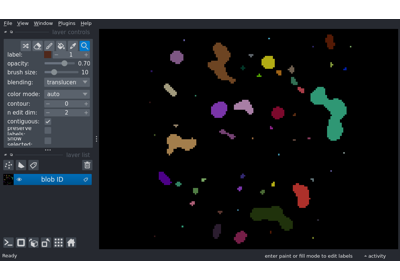 File View Window Plugins Help
layer controls
label: 1
opacity: 0.70
brush size: 10
blending: translucen
color mode: auto
contour: 0
n edit dim: 2
contiguous:
preserve labels:
show selected:
layer list
blob ID
Ready
enter paint or fill mode to edit labels
activity